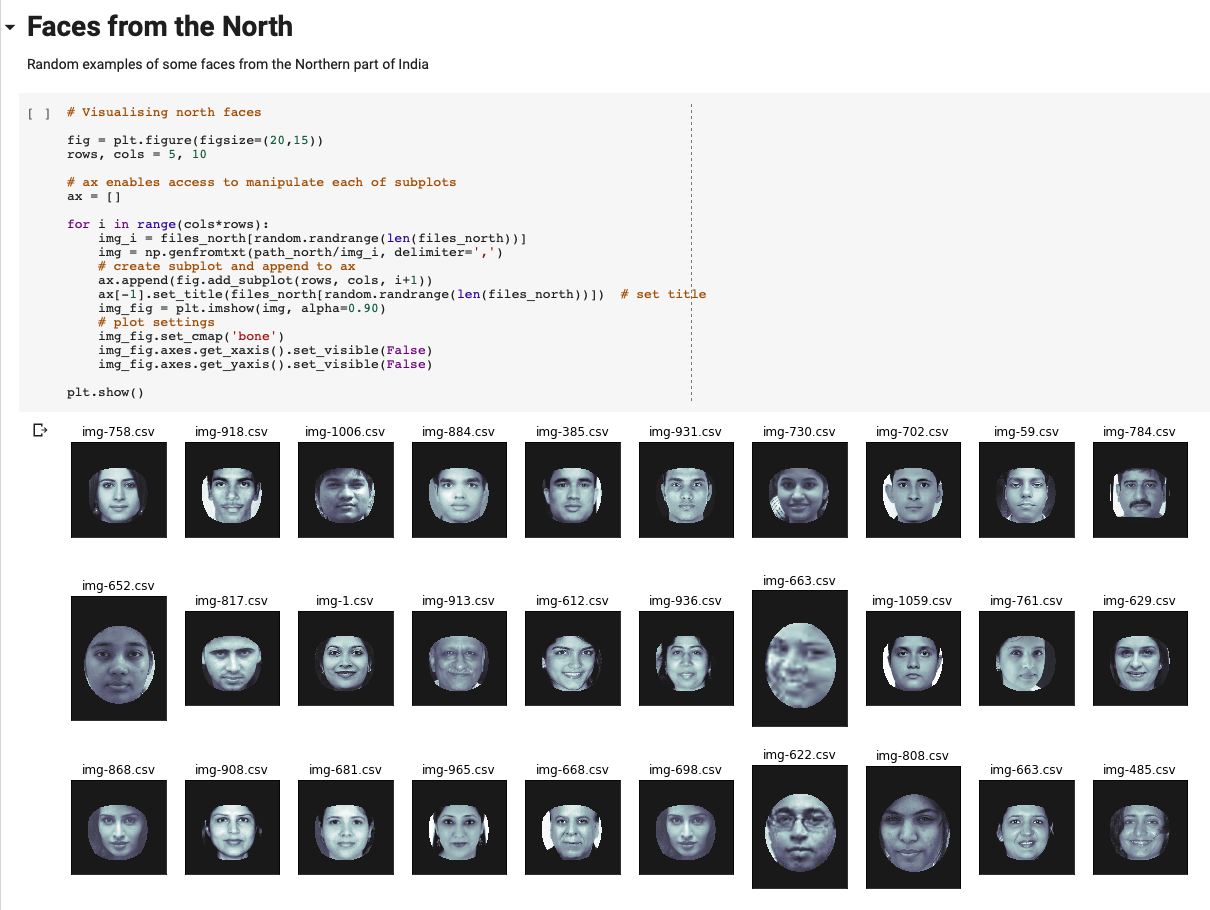 Faces from the North
Random examples of some faces from the Northern part of India
[ ]
# Visualising north faces
fig = plt.figure(figsize=(20,15))
rows, cols = 5, 10
# ax enables access to manipulate each of subplots
ax = []
for i in range(cols*rows):
    img_i = files_north[random.randrange(len(files_north))]
    img = np.genfromtxt(path_north/img_i, delimiter=',')
    # create subplot and append to ax
    ax.append(fig.add_subplot(rows, cols, i+1))
    ax[-1].set_title(files_north[random.randrange(len(files_north))])  # set title
    img_fig = plt.imshow(img, alpha=0.90)
    # plot settings
    img_fig.set_cmap('bone')
    img_fig.axes.get_xaxis().set_visible(False)
    img_fig.axes.get_yaxis().set_visible(False)
plt.show()
img-758.csv img-918.csv img-1006.csv img-884.csv img-385.csv img-931.csv img-730.csv img-702.csv img-59.csv img-784.csv
img-652.csv img-817.csv img-1.csv img-913.csv img-612.csv img-936.csv img-663.csv img-1059.csv img-761.csv img-629.csv
img-868.csv img-908.csv img-681.csv img-965.csv img-668.csv img-698.csv img-622.csv img-808.csv img-663.csv img-485.csv